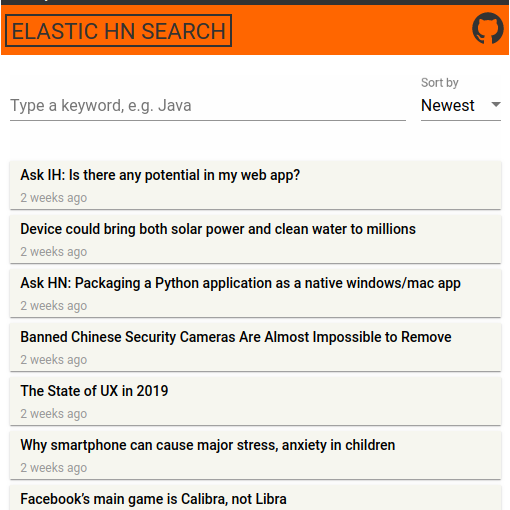 ELASTIC HN SEARCH
Sort by
Type a keyword, e.g. Java
Newest
Ask IH: Is there any potential in my web app?
2 weeks ago
Device could bring both solar power and clean water to millions
2 weeks ago
Ask HN: Packaging a Python application as a native windows/mac app
2 weeks ago
Banned Chinese Security Cameras Are Almost Impossible to Remove
2 weeks ago
The State of UX in 2019
2 weeks ago
Why smartphone can cause major stress, anxiety in children
2 weeks ago
Facebook’s main game is Calibra, not Libra